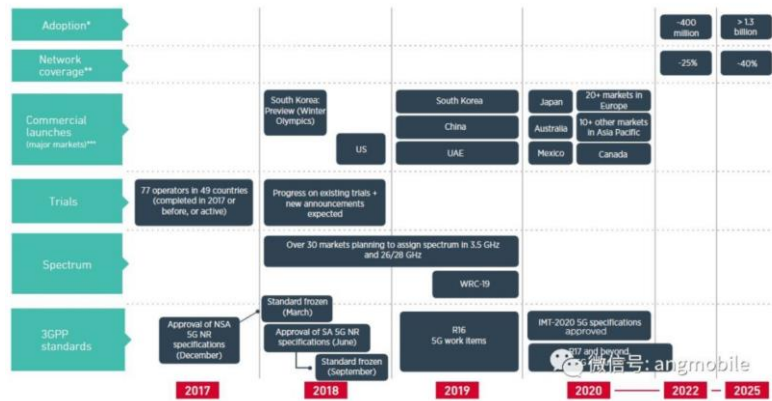 Adoption*
~400
million
> 1.3
billion
Network
coverage**
~25%
~40%
Commercial
launches
(major markets)***
South Korea:
Preview (Winter
Olympics)
US
South Korea
China
UAE
Japan
Australia
Mexico
20+ markets in
Europe
10+ other markets
in Asia Pacific
Canada
Trials
77 operators in 49 countries
(completed in 2017 or
before, or active)
Progress on existing trials +
new announcements
expected
Spectrum
Over 30 markets planning to assign spectrum in 3.5 GHz
and 26/28 GHz
WRC-19
3GPP
standards
Approval of NSA
5G NR
specifications
(December)
Standard frozen
(March)
Approval of SA 5G NR
specifications (June)
Standard frozen
(September)
R16
5G work items
IMT-2020 5G specifications
approved
R17 and beyond
微信号: angmobile
2017
2018
2019
2020
2022
2025